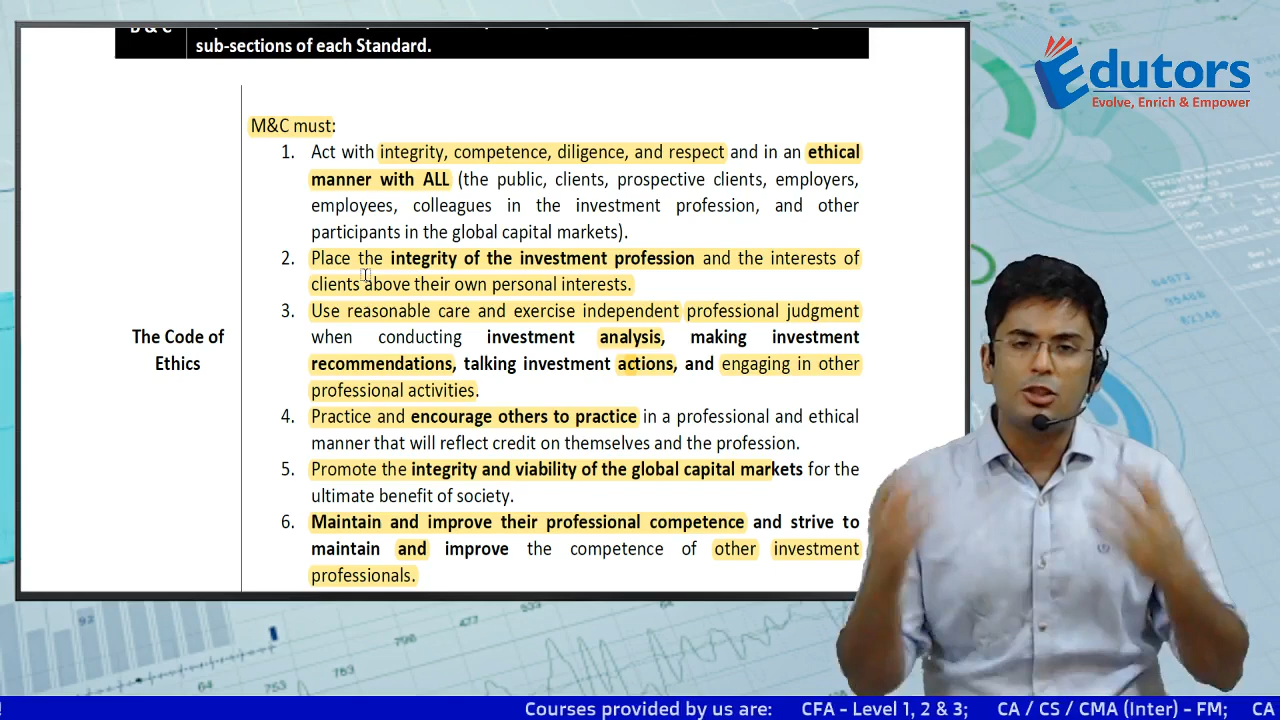 sub-sections of each Standard.
Edutors
Evolve, Enrich & Empower
M&C must:
1. Act with integrity, competence, diligence, and respect and in an ethical
manner with ALL (the public, clients, prospective clients, employers,
employees, colleagues in the investment profession, and other
participants in the global capital markets).
2. Place the integrity of the investment profession and the interests of
clients above their own personal interests.
3. Use reasonable care and exercise independent professional judgment
when conducting investment analysis, making investment
recommendations, talking investment actions, and engaging in other
professional activities.
4. Practice and encourage others to practice in a professional and ethical
manner that will reflect credit on themselves and the profession.
5. Promote the integrity and viability of the global capital markets for the
ultimate benefit of society.
6. Maintain and improve their professional competence and strive to
maintain and improve the competence of other investment
professionals.
The Code of
Ethics
92
64
753
763
796
477
533
64
! Courses provided by us are: CFA - Level 1, 2 & 3; CA / CS / CMA (Inter) - FM; CA